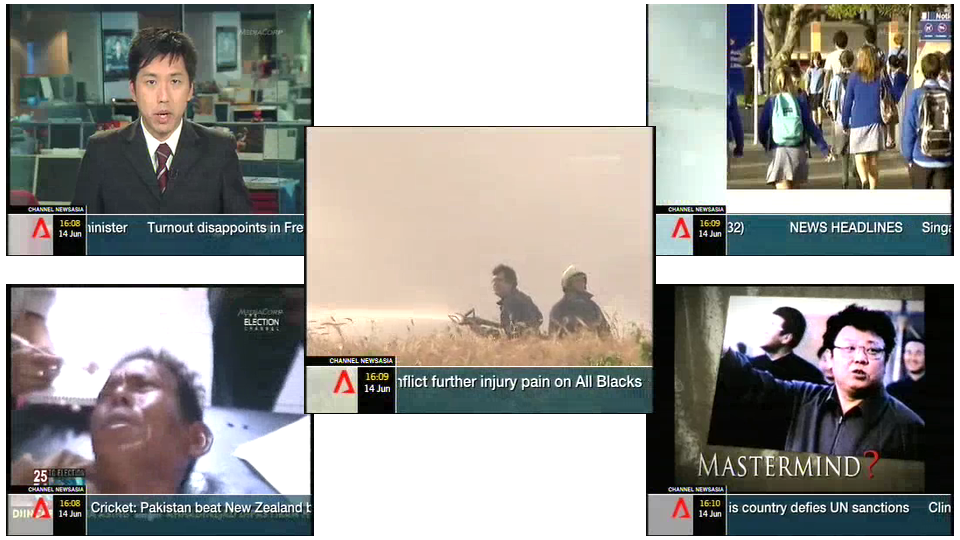 MEDIACORP
CHANNEL NEWSASIA
16:08
14 Jun
inister Turnout disappoints in Fre
CHANNEL NEWSASIA
16:09
14 Jun
32) NEWS HEADLINES Singa
CHANNEL NEWSASIA
16:09
14 Jun
nflict further injury pain on All Blacks
MEDIACORP
THE
ELECTION
CHANNEL
25
CHANNEL NEWSASIA
16:08
14 Jun
Cricket: Pakistan beat New Zealand b
MASTERMIND?
CHANNEL NEWSASIA
16:10
14 Jun
is country defies UN sanctions Clin